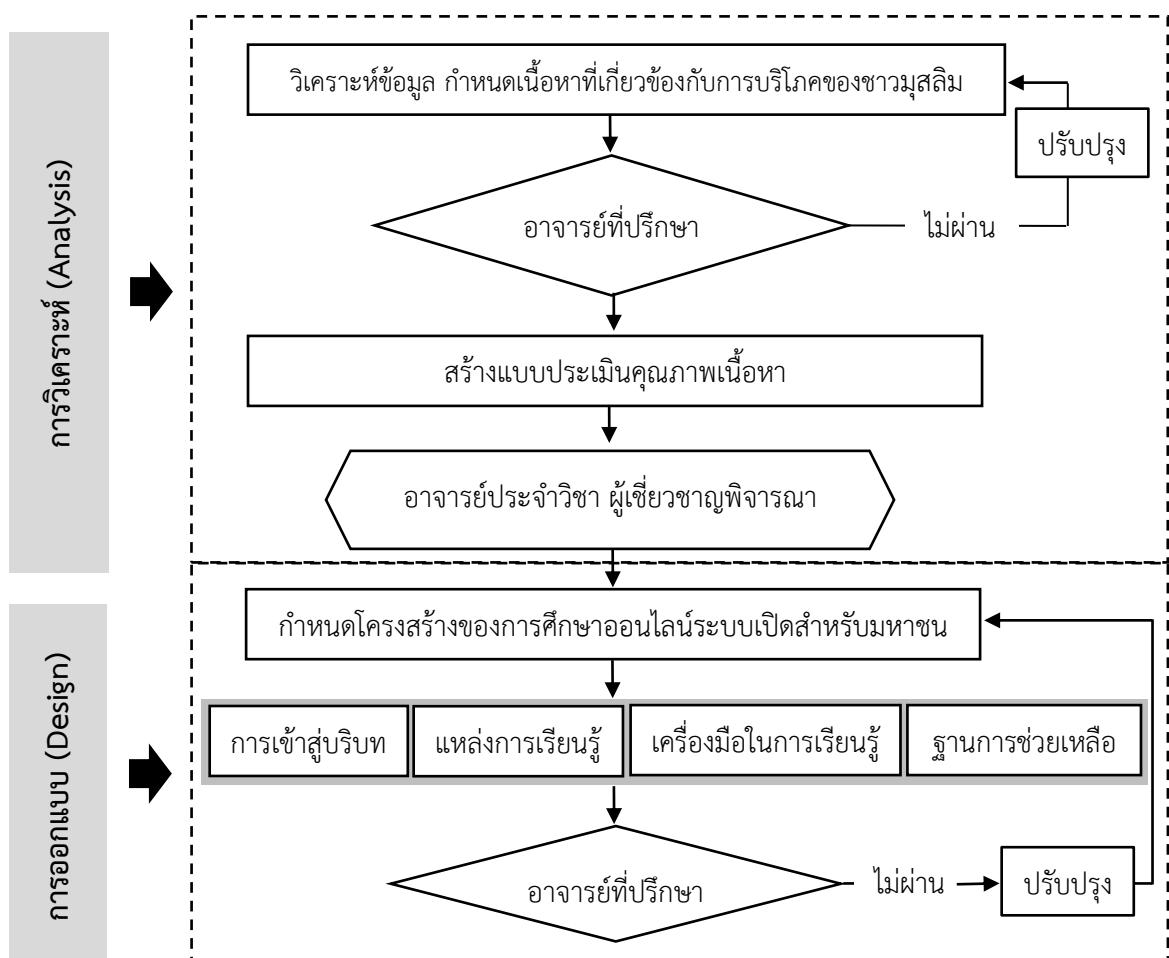 การวิเคราะห์ (Analysis)
วิเคราะห์ข้อมูล กำหนดเนื้อหาที่เกี่ยวข้องกับการบริโภคของชาวมุสลิม
ปรับปรุง
อาจารย์ที่ปรึกษา
ไม่ผ่าน
สร้างแบบประเมินคุณภาพเนื้อหา
อาจารย์ประจำวิชา ผู้เชี่ยวชาญพิจารณา
การออกแบบ (Design)
กำหนดโครงสร้างของการศึกษาออนไลน์ระบบเปิดสำหรับมหาชน
การเข้าสู่บริบท
แหล่งการเรียนรู้
เครื่องมือในการเรียนรู้
ฐานการช่วยเหลือ
อาจารย์ที่ปรึกษา
ไม่ผ่าน
ปรับปรุง